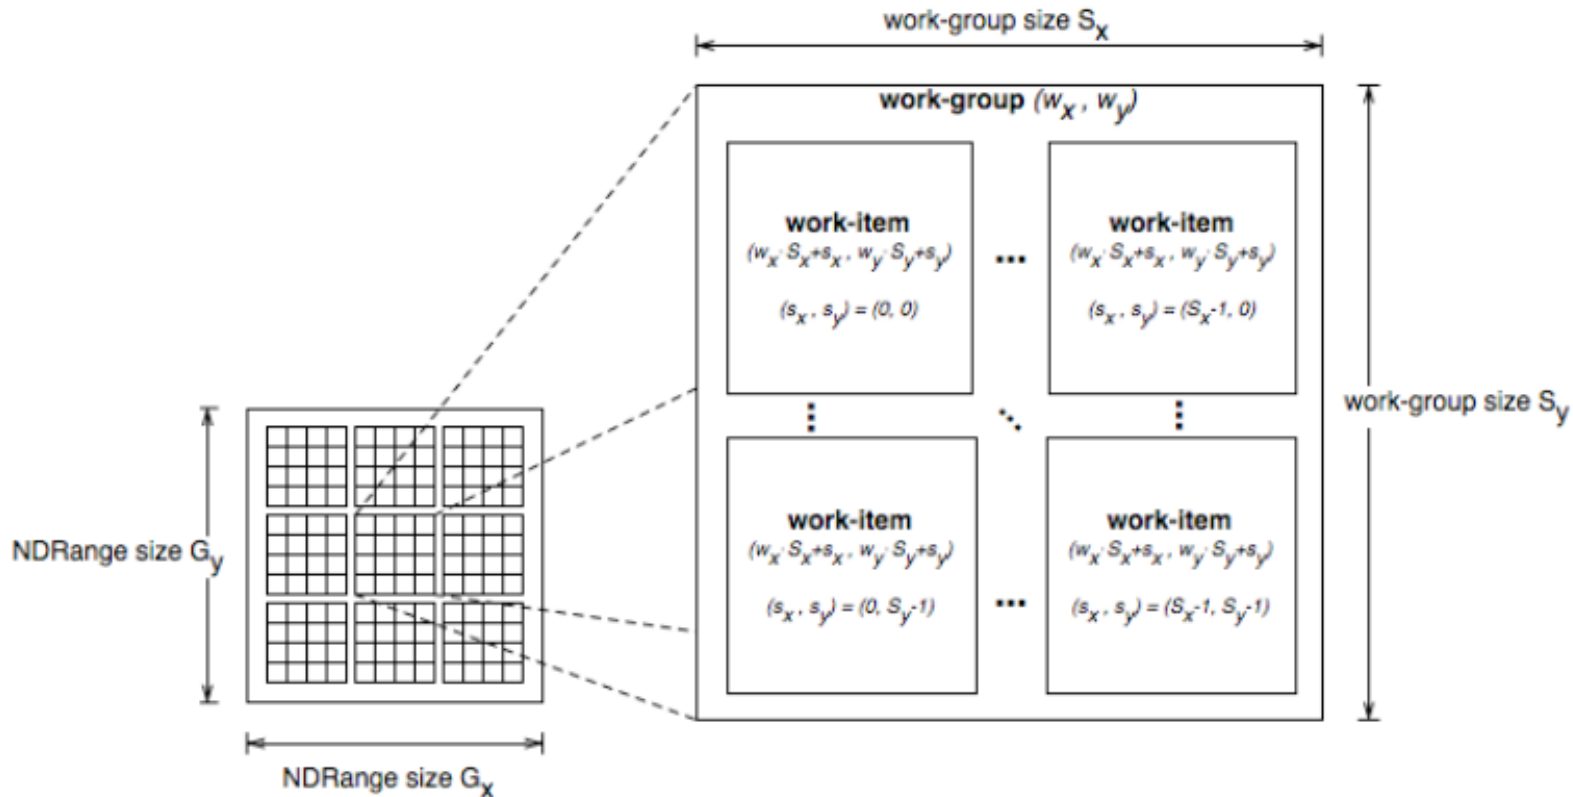 work-group size Sx
work-group (wx , wy)
work-item
(wx· Sx+sx , wy· Sy+sy)
(sx , sy) = (0, 0)
...
work-item
(wx· Sx+sx , wy· Sy+sy)
(sx , sy) = (Sx-1, 0)
work-group size Sy
work-item
(wx· Sx+sx , wy· Sy+sy)
(sx , sy) = (0, Sy-1)
...
work-item
(wx· Sx+sx , wy· Sy+sy)
(sx , sy) = (Sx-1, Sy-1)
NDRange size Gy
NDRange size Gx